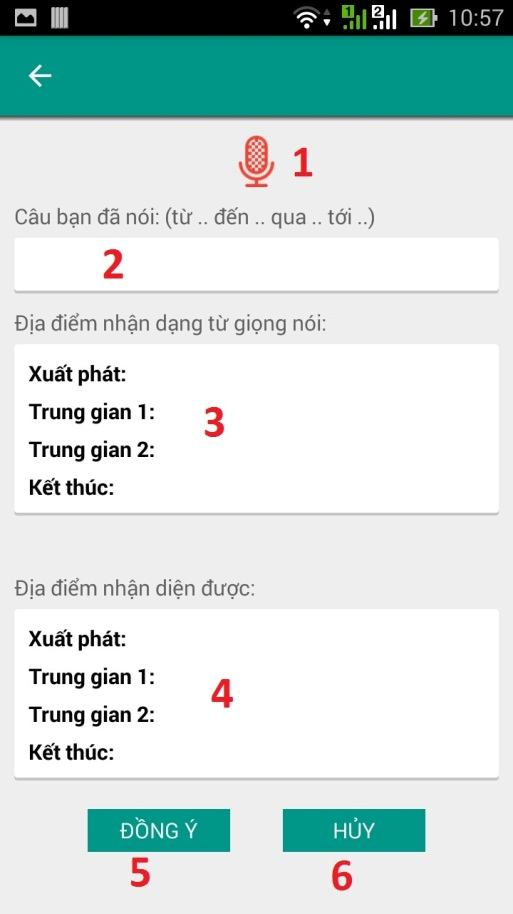 1 2 10:57
1
Câu bạn đã nói: (từ .. đến .. qua .. tới ..)
2
Địa điểm nhận dạng từ giọng nói:
Xuất phát:
Trung gian 1:
3
Trung gian 2:
Kết thúc:
Địa điểm nhận diện được:
Xuất phát:
Trung gian 1:
4
Trung gian 2:
Kết thúc:
ĐỒNG Ý HỦY
5 6